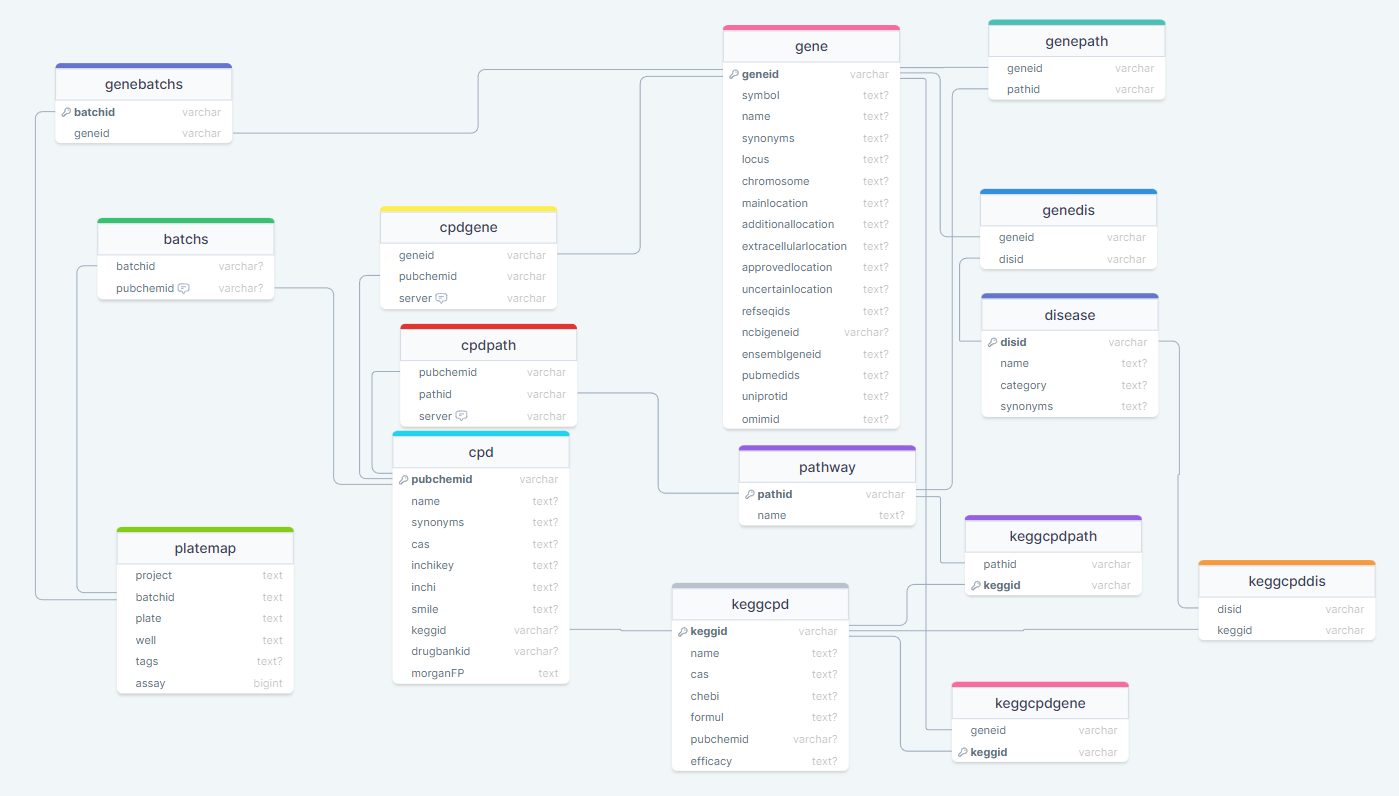 genebatchs
batchid varchar
geneid varchar
batchs
batchid varchar?
pubchemid varchar?
platemap
project text
batchid text
plate text
well text
tags text?
assay bigint
cpdgene
geneid varchar
pubchemid varchar
server varchar
cpdpath
pubchemid varchar
pathid varchar
server varchar
cpd
pubchemid varchar
name text?
synonyms text?
cas text?
inchikey text?
inchi text?
smile text?
keggid varchar?
drugbankid varchar?
morganFP text
gene
geneid varchar
symbol text?
name text?
synonyms text?
locus text?
chromosome text?
mainlocation text?
additionallocation text?
extracellularlocation text?
approvedlocation text?
uncertainlocation text?
refseqids text?
ncbigeneid varchar?
ensemblgeneid text?
pubmedids text?
uniprotid text?
omimid text?
pathway
pathid varchar
name text?
keggcpd
keggid varchar
name text?
cas text?
chebi text?
formul text?
pubchemid varchar?
efficacy text?
genepath
geneid varchar
pathid varchar
genedis
geneid varchar
disid varchar
disease
disid varchar
name text?
category text?
synonyms text?
keggcpdpath
pathid varchar
keggid varchar
keggcpddis
disid varchar
keggid varchar
keggcpdgene
geneid varchar
keggid varchar